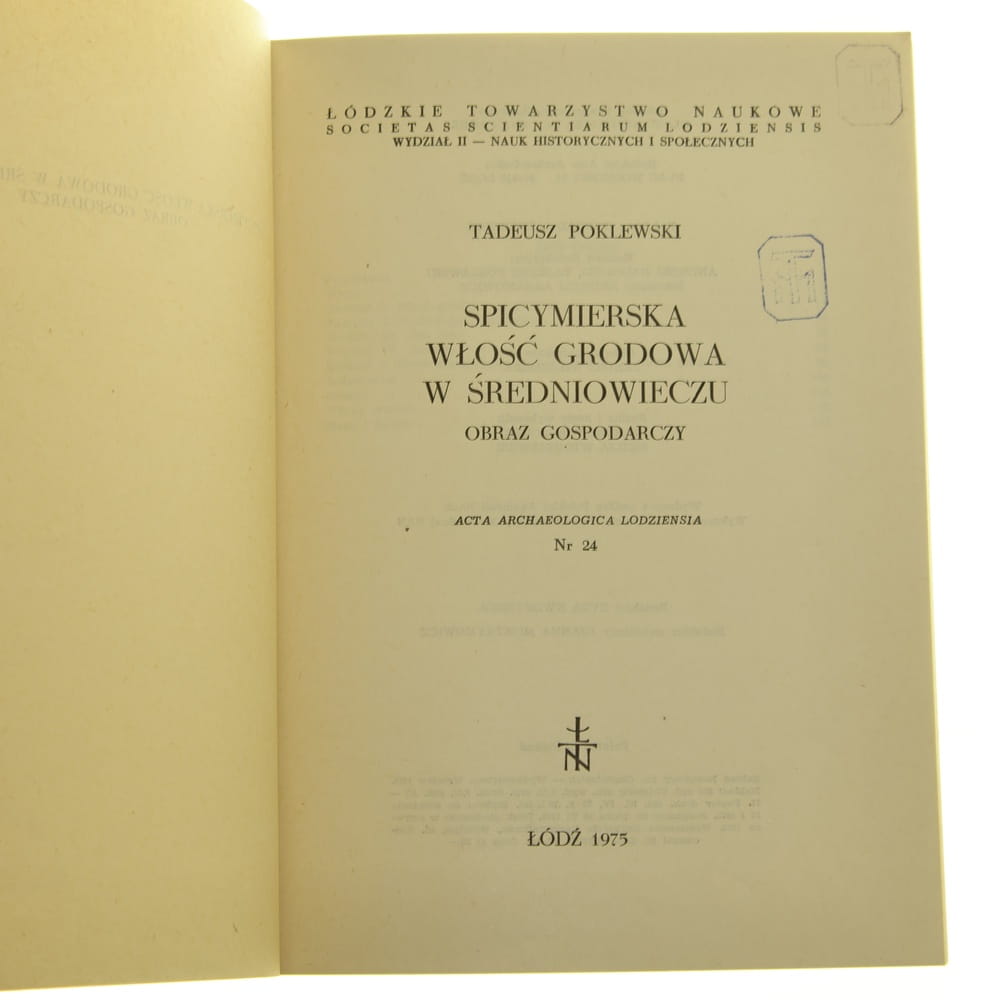 ŁÓDZKIE TOWARZYSTWO NAUKOWE
SOCIETAS SCIENTIARUM LODZIENSIS
WYDZIAŁ II — NAUK HISTORYCZNYCH I SPOŁECZNYCH
TADEUSZ POKLEWSKI
SPICYMIERSKA
WŁOŚĆ GRODOWA
W ŚREDNIOWIECZU
OBRAZ GOSPODARCZY
ACTA ARCHAEOLOGICA LODZIENSIA
Nr 24
ŁTN
ŁÓDŹ 1975